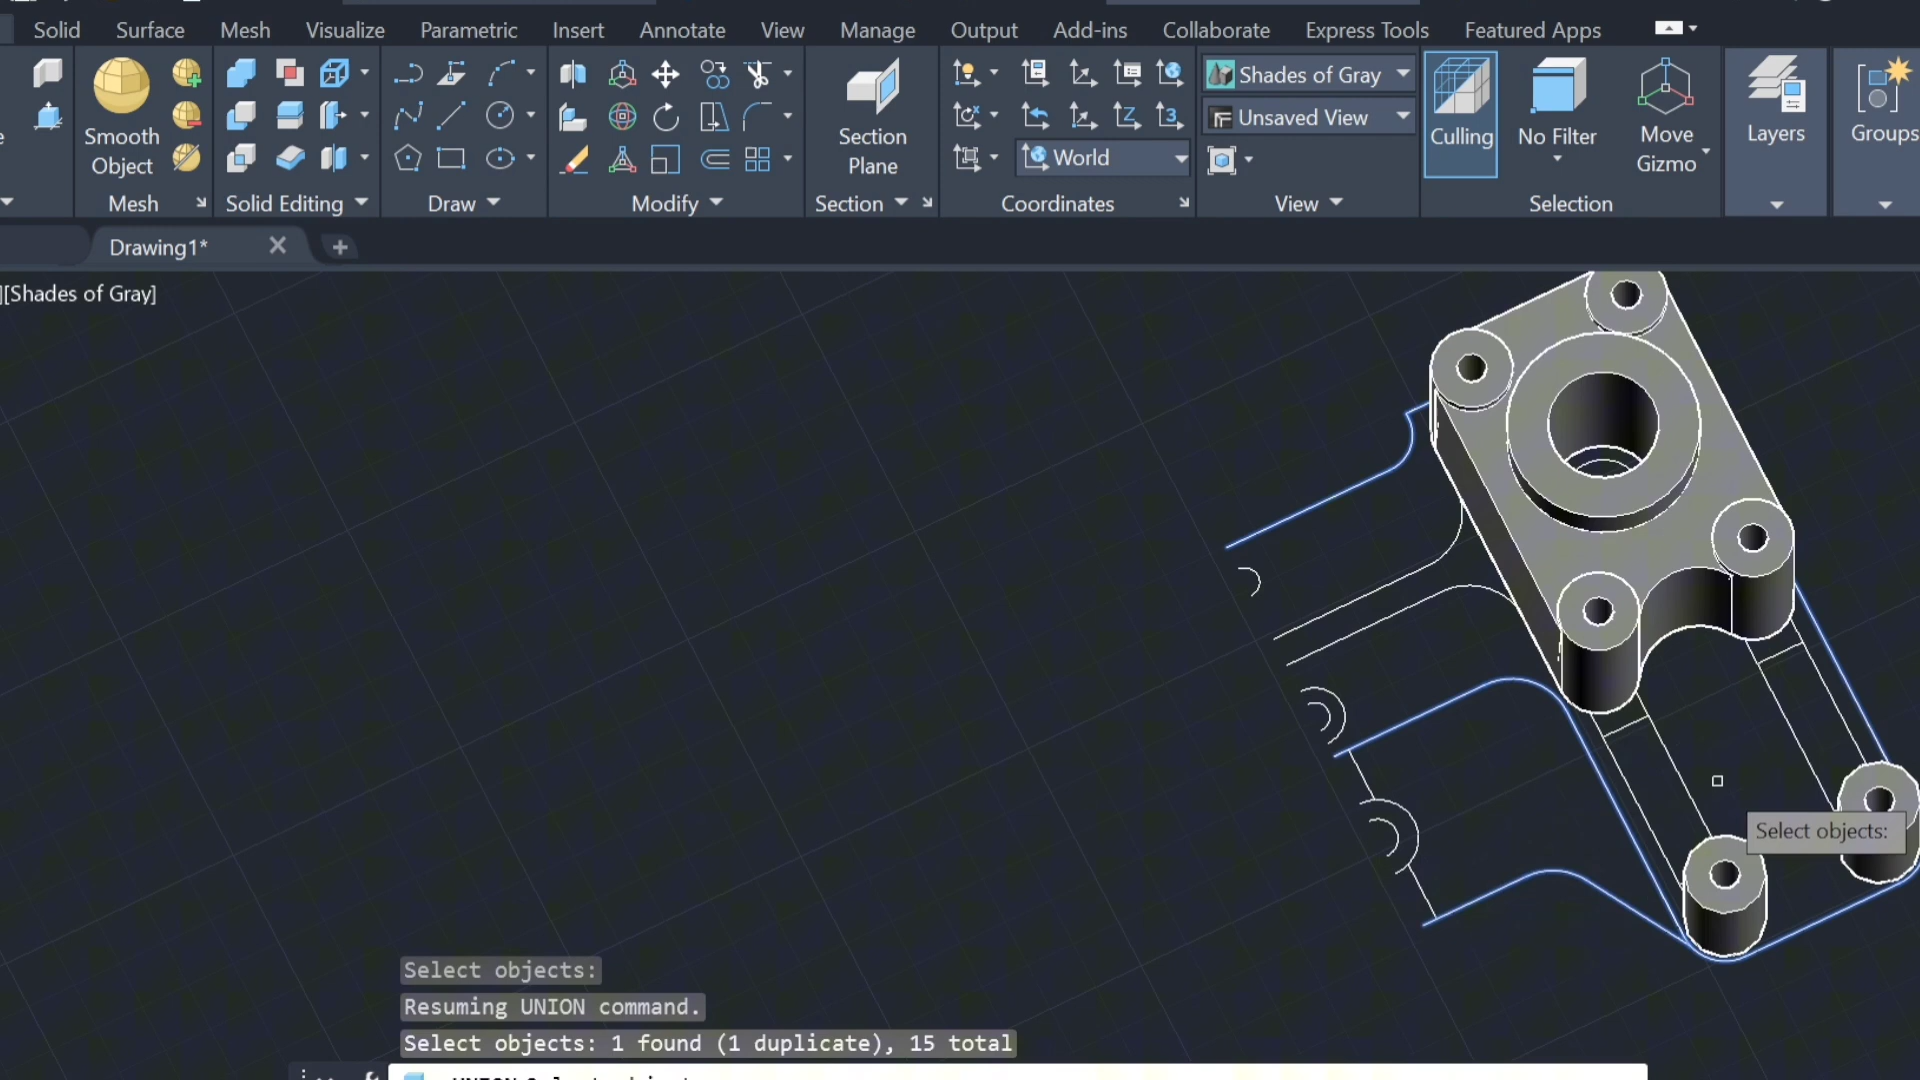 Solid Surface Mesh Visualize Parametric Insert Annotate View Manage Output Add-ins Collaborate Express Tools Featured Apps
Smooth
Object
Section
Plane
Shades of Gray
Unsaved View
World
Culling
No Filter
Move
Gizmo
Layers
Groups
Mesh Solid Editing Draw Modify Section Coordinates View Selection
Drawing1*
][Shades of Gray]
Select objects:
Select objects:
Resuming UNION command.
Select objects: 1 found (1 duplicate), 15 total